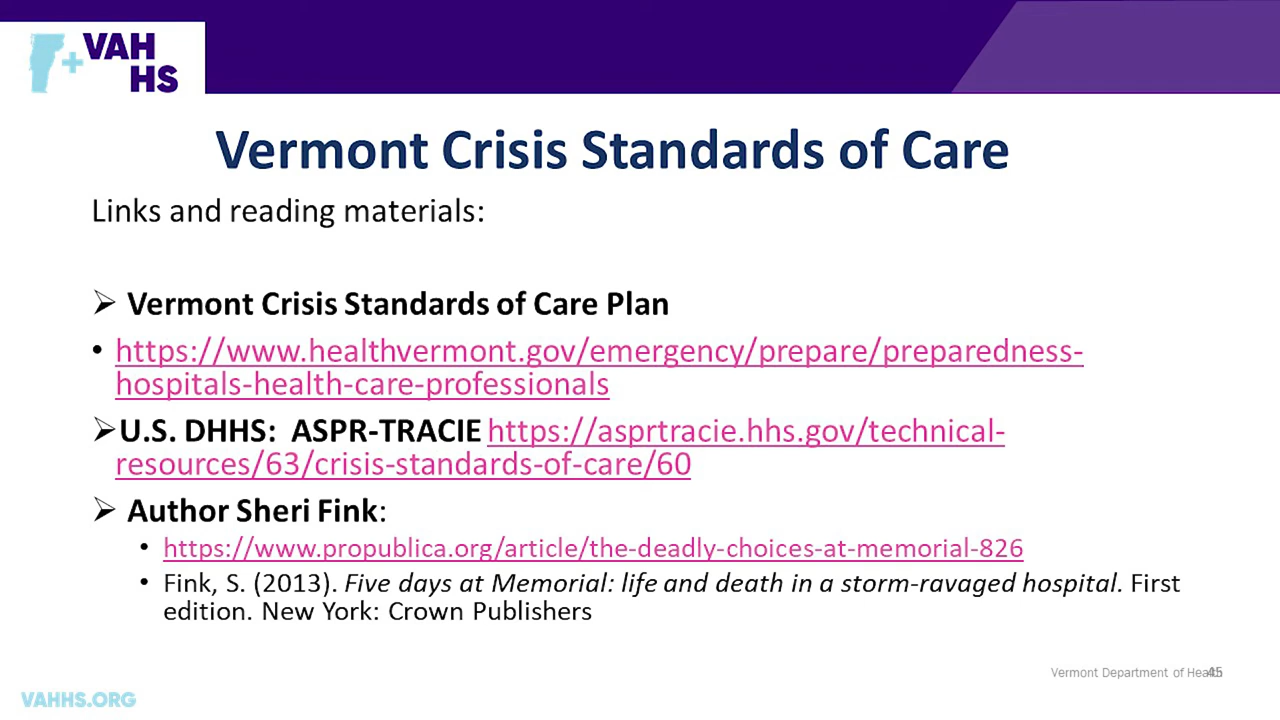 VAH
HS
Vermont Crisis Standards of Care
Links and reading materials:
➢ Vermont Crisis Standards of Care Plan
• https://www.healthvermont.gov/emergency/prepare/preparedness-
hospitals-health-care-professionals
➢U.S. DHHS: ASPR-TRACIE https://asprtracie.hhs.gov/technical-
resources/63/crisis-standards-of-care/60
➢ Author Sheri Fink:
• https://www.propublica.org/article/the-deadly-choices-at-memorial-826
• Fink, S. (2013). Five days at Memorial: life and death in a storm-ravaged hospital. First
edition. New York: Crown Publishers
Vermont Department of Health 45
VAHHS.ORG